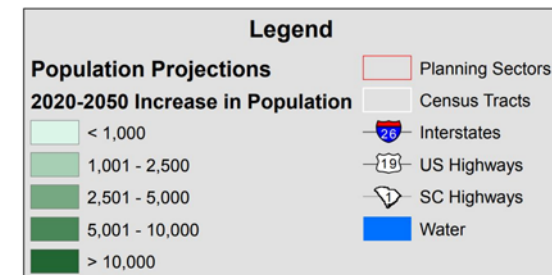 Legend
Population Projections
2020-2050 Increase in Population
< 1,000
1,001 - 2,500
2,501 - 5,000
5,001 - 10,000
> 10,000
Planning Sectors
Census Tracts
26 Interstates
19 US Highways
1 SC Highways
Water